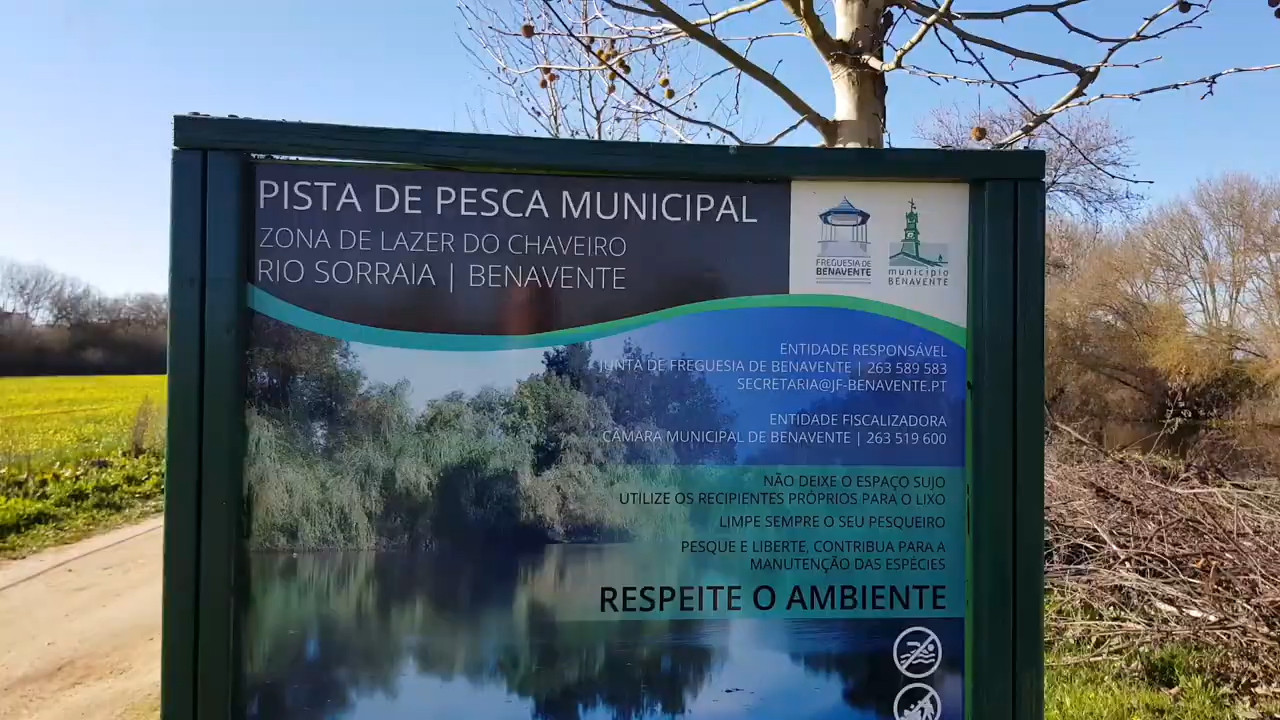 PISTA DE PESCA MUNICIPAL
ZONA DE LAZER DO CHAVEIRO
RIO SORRAIA | BENAVENTE
FREGUESIA DE
BENAVENTE
município
BENAVENTE
ENTIDADE RESPONSÁVEL
JUNTA DE FREGUESIA DE BENAVENTE | 263 589 583
SECRETARIA@JF-BENAVENTE.PT
ENTIDADE FISCALIZADORA
CÂMARA MUNICIPAL DE BENAVENTE | 263 519 600
NÃO DEIXE O ESPAÇO SUJO
UTILIZE OS RECIPIENTES PRÓPRIOS PARA O LIXO
LIMPE SEMPRE O SEU PESQUEIRO
PESQUE E LIBERTE, CONTRIBUA PARA A
MANUTENÇÃO DAS ESPÉCIES
RESPEITE O AMBIENTE